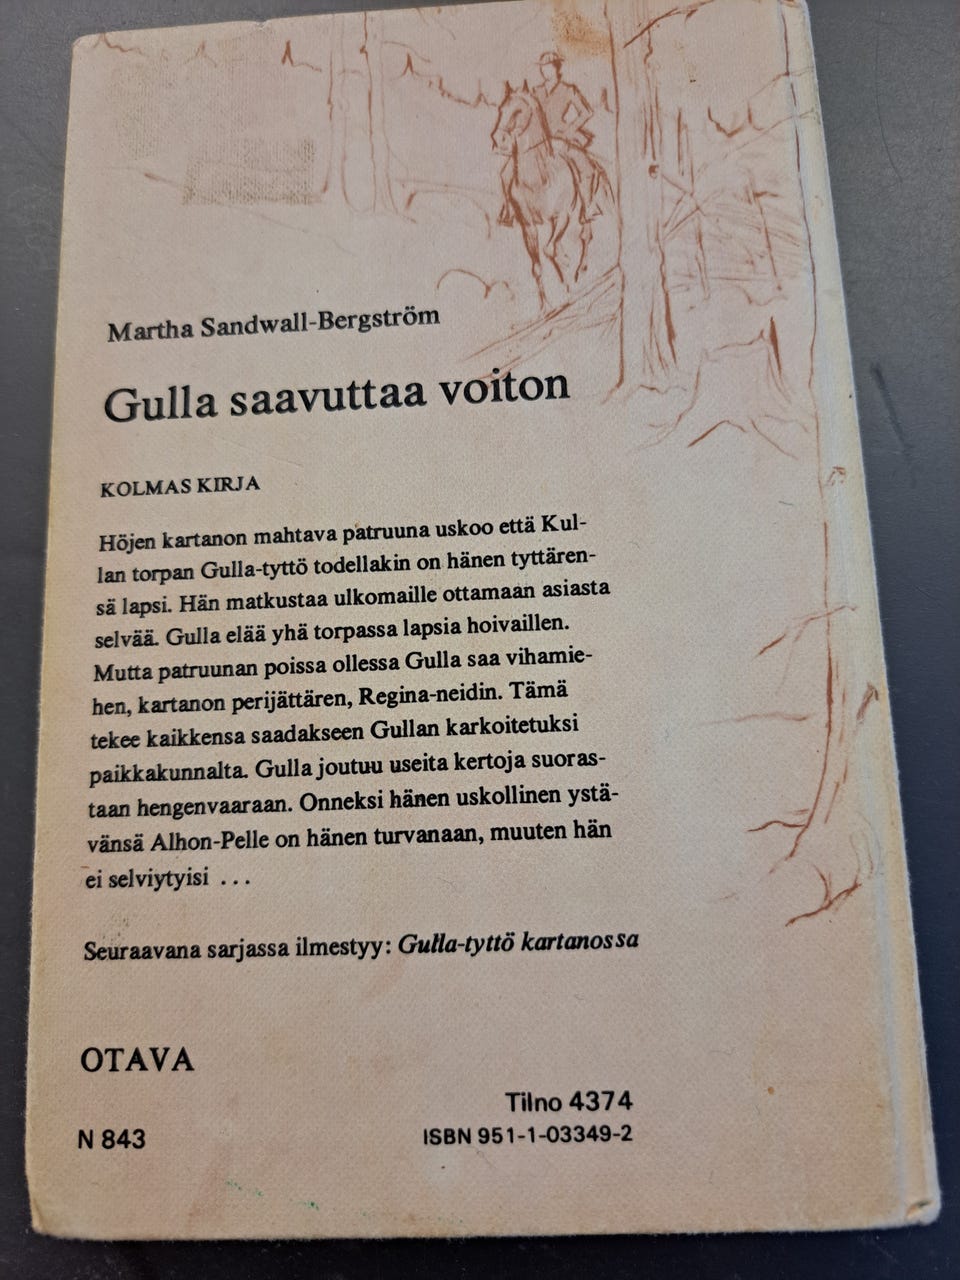 Martha Sandwall-Bergström
Gulla saavuttaa voiton
KOLMAS KIRJA
Höjen kartanon mahtava patruuna uskoo että Kul-
lan torpan Gulla-tyttö todellakin on hänen tyttären-
sä lapsi. Hän matkustaa ulkomaille ottamaan asiasta
selvää. Gulla elää yhä torpassa lapsia hoivaillen.
Mutta patruunan poissa ollessa Gulla saa vihamie-
hen, kartanon perijättären, Regina-neidin. Tämä
tekee kaikkensa saadakseen Gullan karkoitetuksi
paikkakunnalta. Gulla joutuu useita kertoja suoras-
taan hengenvaaraan. Onneksi hänen uskollinen ystä-
vänsä Alhon-Pelle on hänen turvanaan, muuten hän
ei selviytyisi ...
Seuraavana sarjassa ilmestyy: Gulla-tyttö kartanossa
OTAVA
Tilno 4374
N 843
ISBN 951-1-03349-2